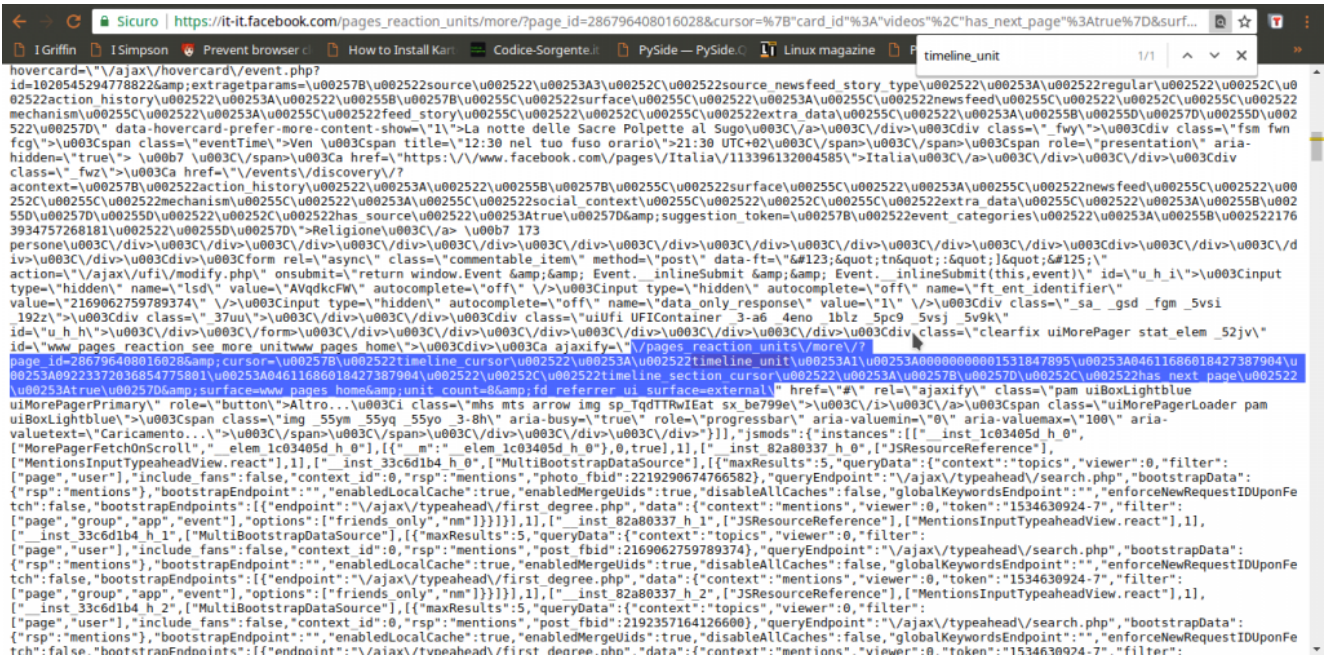 Sicuro | https://it-it.facebook.com/pages_reaction_units/more/?page_id=286796408016028&cursor=%7B"card_id"%3A"videos"%2C"has_next_page"%3Atrue%7D&surf...
I Griffin I Simpson Prevent browser c How to Install Kart Codice-Sorgente.it PySide — PySide.Q Linux magazine P
timeline_unit 1/1
hovercard=\"\/ajax\/hovercard\/event.php?
id=1020545294778822&amp;extragetparams=\u00257B\u002522source\u002522\u00253A3\u00252C\u002522source_newsfeed_story_type\u002522\u00253A\u002522regular\u002522\u00252C\u0
02522action_history\u002522\u00253A\u002522\u00255B\u00257B\u00255C\u002522surface\u00255C\u002522\u00253A\u00255C\u002522newsfeed\u00255C\u002522\u00252C\u00255C\u002522
mechanism\u00255C\u002522\u00253A\u00255C\u002522feed_story\u00255C\u002522\u00252C\u00255C\u002522extra_data\u00255C\u002522\u00253A\u00255B\u00255D\u00257D\u00255D\u002
522\u00257D\" data-hovercard-prefer-more-content-show=\"1\">La notte delle Sacre Polpette al Sugo\u003C\/a>\u003C\/div>\u003Cdiv class=\"_fwy\">\u003Cdiv class=\"fsm fwn
fcg\">\u003Cspan class=\"eventTime\">Ven \u003Cspan title=\"12:30 nel tuo fuso orario\">21:30 UTC+02\u003C\/span>\u003C\/span>\u003Cspan role=\"presentation\" aria-
hidden=\"true\"> \u00b7 \u003C\/span>\u003Ca href=\"https:\/\/www.facebook.com\/pages\/Italia\/113396132004585\">Italia\u003C\/a>\u003C\/div>\u003C\/div>\u003Cdiv
class=\"_fwz\">\u003Ca href=\"\/events\/discovery\/?
acontext=\u00257B\u002522action_history\u002522\u00253A\u002522\u00255B\u00257B\u00255C\u002522surface\u00255C\u002522\u00253A\u00255C\u002522newsfeed\u00255C\u002522\u00
252C\u00255C\u002522mechanism\u00255C\u002522\u00253A\u00255C\u002522social_context\u00255C\u002522\u00252C\u00255C\u002522extra_data\u00255C\u002522\u00253A\u00255B\u002
55D\u00257D\u00255D\u002522\u00252C\u002522has_source\u002522\u00253Atrue\u00257D&amp;suggestion_token=\u00257B\u002522event_categories\u002522\u00253A\u00255B\u002522176
3934757268181\u002522\u00255D\u00257D\">Religione\u003C\/a> \u00b7 173
persone\u003C\/div>\u003C\/div>\u003C\/div>\u003C\/div>\u003C\/div>\u003C\/div>\u003C\/div>\u003C\/div>\u003C\/div>\u003C\/div>\u003C\/div>\u003Cdiv>\u003C\/div>\u003C\/d
iv>\u003C\/div>\u003Cdiv>\u003Cform rel=\"async\" class=\"commentable_item\" method=\"post\" data-ft=\"&#123;&quot;tn&quot;:&quot;]&quot;&#125;\"
action=\"\/ajax\/ufi\/modify.php\" onsubmit=\"return window.Event &amp;&amp; Event.__inlineSubmit &amp;&amp; Event.__inlineSubmit(this,event)\" id=\"u_h_i\">\u003Cinput
type=\"hidden\" name=\"lsd\" value=\"AVqdkcFW\" autocomplete=\"off\" \/>\u003Cinput type=\"hidden\" autocomplete=\"off\" name=\"ft_ent_identifier\"
value=\"2169062759789374\" \/>\u003Cinput type=\"hidden\" autocomplete=\"off\" name=\"data_only_response\" value=\"1\" \/>\u003Cdiv class=\"_sa_ _gsd _fgm _5vsi
_192z\">\u003Cdiv class=\"_37uu\">\u003C\/div>\u003C\/div>\u003Cdiv class=\"uiUfi UFIContainer _3-a6 _4eno _1blz _5pc9 _5vsj _5v9k\"
id=\"u_h_h\">\u003C\/div>\u003C\/form>\u003C\/div>\u003C\/div>\u003C\/div>\u003C\/div>\u003C\/div>\u003C\/div>\u003Cdiv class=\"clearfix uiMorePager stat_elem _52jv\"
id=\"www_pages_reaction_see_more_unitwww_pages_home\">\u003Cdiv>\u003Ca ajaxify=\"\/pages_reaction_units\/more\/?
page_id=286796408016028&amp;cursor=\u00257B\u002522timeline_cursor\u002522\u00253A\u002522timeline_unit\u00253A1\u00253A00000000001531847895\u00253A04611686018427387904\u
00253A09223372036854775801\u00253A04611686018427387904\u002522\u00252C\u002522timeline_section_cursor\u002522\u00253A\u00257B\u00257D\u00252C\u002522has_next_page\u002522
\u00253Atrue\u00257D&amp;surface=www_pages_home&amp;unit_count=8&amp;fd_referrer_ui_surface=external\" href=\"#\" rel=\"ajaxify\" class=\"pam uiBoxLightblue
uiMorePagerPrimary\" role=\"button\">Altro...\u003Ci class=\"mhs mts arrow img sp_TqdTTRwIEat sx_be799e\">\u003C\/i>\u003C\/a>\u003Cspan class=\"uiMorePagerLoader pam
uiBoxLightblue\">\u003Cspan class=\"img _55ym _55yq _55yo _3-8h\" aria-busy=\"true\" role=\"progressbar\" aria-valuemin=\"0\" aria-valuemax=\"100\" aria-
valuetext=\"Caricamento...\">\u003C\/span>\u003C\/span>\u003C\/div>\u003C\/div>"}]],"jsmods":{"instances":[["__inst_1c03405d_h_0",
["MorePagerFetchOnScroll","__elem_1c03405d_h_0"],[{"__m":"__elem_1c03405d_h_0"},0,true],1],["__inst_82a80337_h_0",["JSResourceReference"],
["MentionsInputTypeaheadView.react"],1],["__inst_33c6d1b4_h_0",["MultiBootstrapDataSource"],[{"maxResults":5,"queryData":{"context":"topics","viewer":0,"filter":
["page","user"],"include_fans":false,"context_id":0,"rsp":"mentions","photo_fbid":2219290674766582},"queryEndpoint":"\/ajax\/typeahead\/search.php","bootstrapData":
{"rsp":"mentions"},"bootstrapEndpoint":"","enabledLocalCache":true,"enabledMergeUids":true,"disableAllCaches":false,"globalKeywordsEndpoint":"","enforceNewRequestIDUponFe
tch":false,"bootstrapEndpoints":[{"endpoint":"\/ajax\/typeahead\/first_degree.php","data":{"context":"mentions","viewer":0,"token":"1534630924-7","filter":
["page","group","app","event"],"options":["friends_only","nm"]}}]}],1],["__inst_82a80337_h_1",["JSResourceReference"],["MentionsInputTypeaheadView.react"],1],
["__inst_33c6d1b4_h_1",["MultiBootstrapDataSource"],[{"maxResults":5,"queryData":{"context":"topics","viewer":0,"filter":
["page","user"],"include_fans":false,"context_id":0,"rsp":"mentions","post_fbid":2169062759789374},"queryEndpoint":"\/ajax\/typeahead\/search.php","bootstrapData":
{"rsp":"mentions"},"bootstrapEndpoint":"","enabledLocalCache":true,"enabledMergeUids":true,"disableAllCaches":false,"globalKeywordsEndpoint":"","enforceNewRequestIDUponFe
tch":false,"bootstrapEndpoints":[{"endpoint":"\/ajax\/typeahead\/first_degree.php","data":{"context":"mentions","viewer":0,"token":"1534630924-7","filter":
["page","group","app","event"],"options":["friends_only","nm"]}}]}],1],["__inst_82a80337_h_2",["JSResourceReference"],["MentionsInputTypeaheadView.react"],1],
["__inst_33c6d1b4_h_2",["MultiBootstrapDataSource"],[{"maxResults":5,"queryData":{"context":"topics","viewer":0,"filter":
["page","user"],"include_fans":false,"context_id":0,"rsp":"mentions","post_fbid":2192357164126600},"queryEndpoint":"\/ajax\/typeahead\/search.php","bootstrapData":
{"rsp":"mentions"},"bootstrapEndpoint":"","enabledLocalCache":true,"enabledMergeUids":true,"disableAllCaches":false,"globalKeywordsEndpoint":"","enforceNewRequestIDUponFe
tch":false,"bootstrapEndpoints":[{"endpoint":"\/ajax\/typeahead\/first_degree.php","data":{"context":"mentions","viewer":0,"token":"1534630924-7","filter":